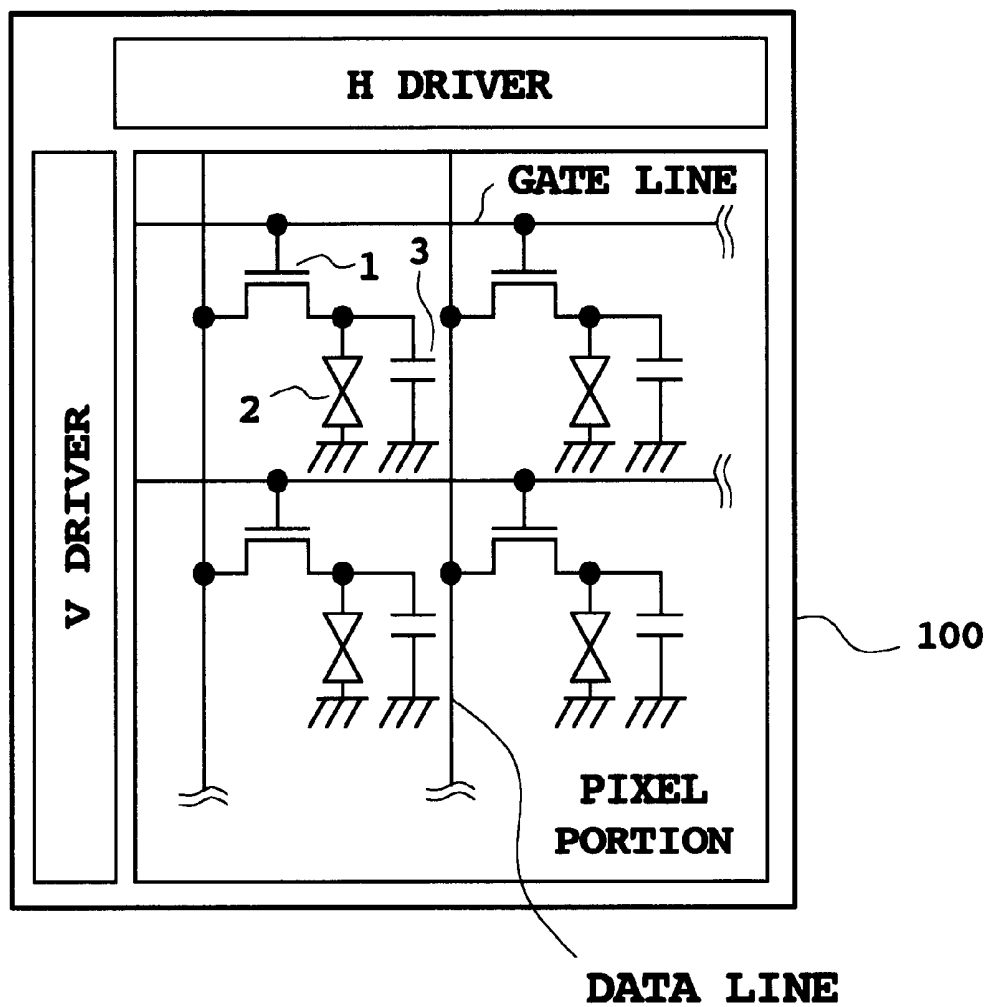 H DRIVER
GATE LINE
1
3
2
V DRIVER
100
PIXEL
PORTION
DATA LINE